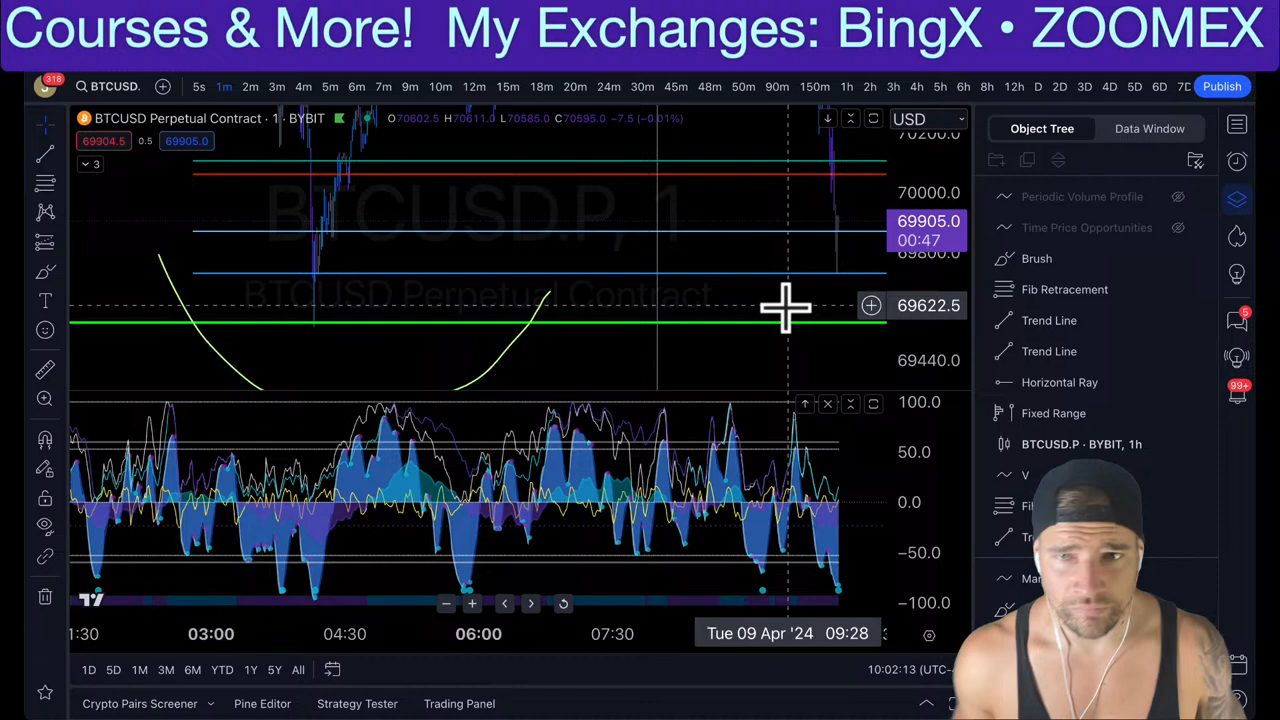 Courses & More!  My Exchanges: BingX • ZOOMEX
318
BTCUSD.
5s 1m 2m 3m 4m 5m 6m 7m 9m 10m 12m 15m 24m 30m 45m 48m 90m 150m 1h 2h 3h 4h 5h 6h 8h 12h D 2D 3D 4D 5D 6D 7D
Publish
BTCUSD Perpetual Contract · 1 · BYBIT
O70602.5 H70611.0 L70585.0 C70595.0 −7.5 (−0.01%)
USD
69904.5 0.5 69905.0
3
BTCUSD.P, 1
BTCUSD Perpetual Contract
70200.0
70000.0
69905.0
00:47
69800.0
69622.5
69440.0
100.0
50.0
0.0
−50.0
−100.0
1:30 03:00 04:30 06:00 07:30
Tue 09 Apr '24 09:28
1D 5D 1M 3M 6M YTD 1Y 5Y All
10:02:13 (UTC-4
Crypto Pairs Screener Pine Editor Strategy Tester Trading Panel
Object Tree Data Window
Periodic Volume Profile
Time Price Opportunities
Brush
Fib Retracement
Trend Line
Trend Line
Horizontal Ray
Fixed Range
BTCUSD.P · BYBIT, 1h
V
Fi
Tr
Mar
5
99+